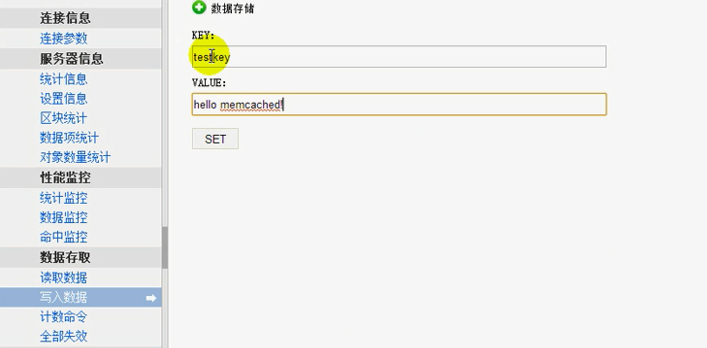 连接信息
连接参数
服务器信息
统计信息
设置信息
区块统计
数据项统计
对象数量统计
性能监控
统计监控
数据监控
命中监控
数据存取
读取数据
写入数据
计数命令
全部失效
数据存储
KEY:
testkey
VALUE:
hello memcached!
SET